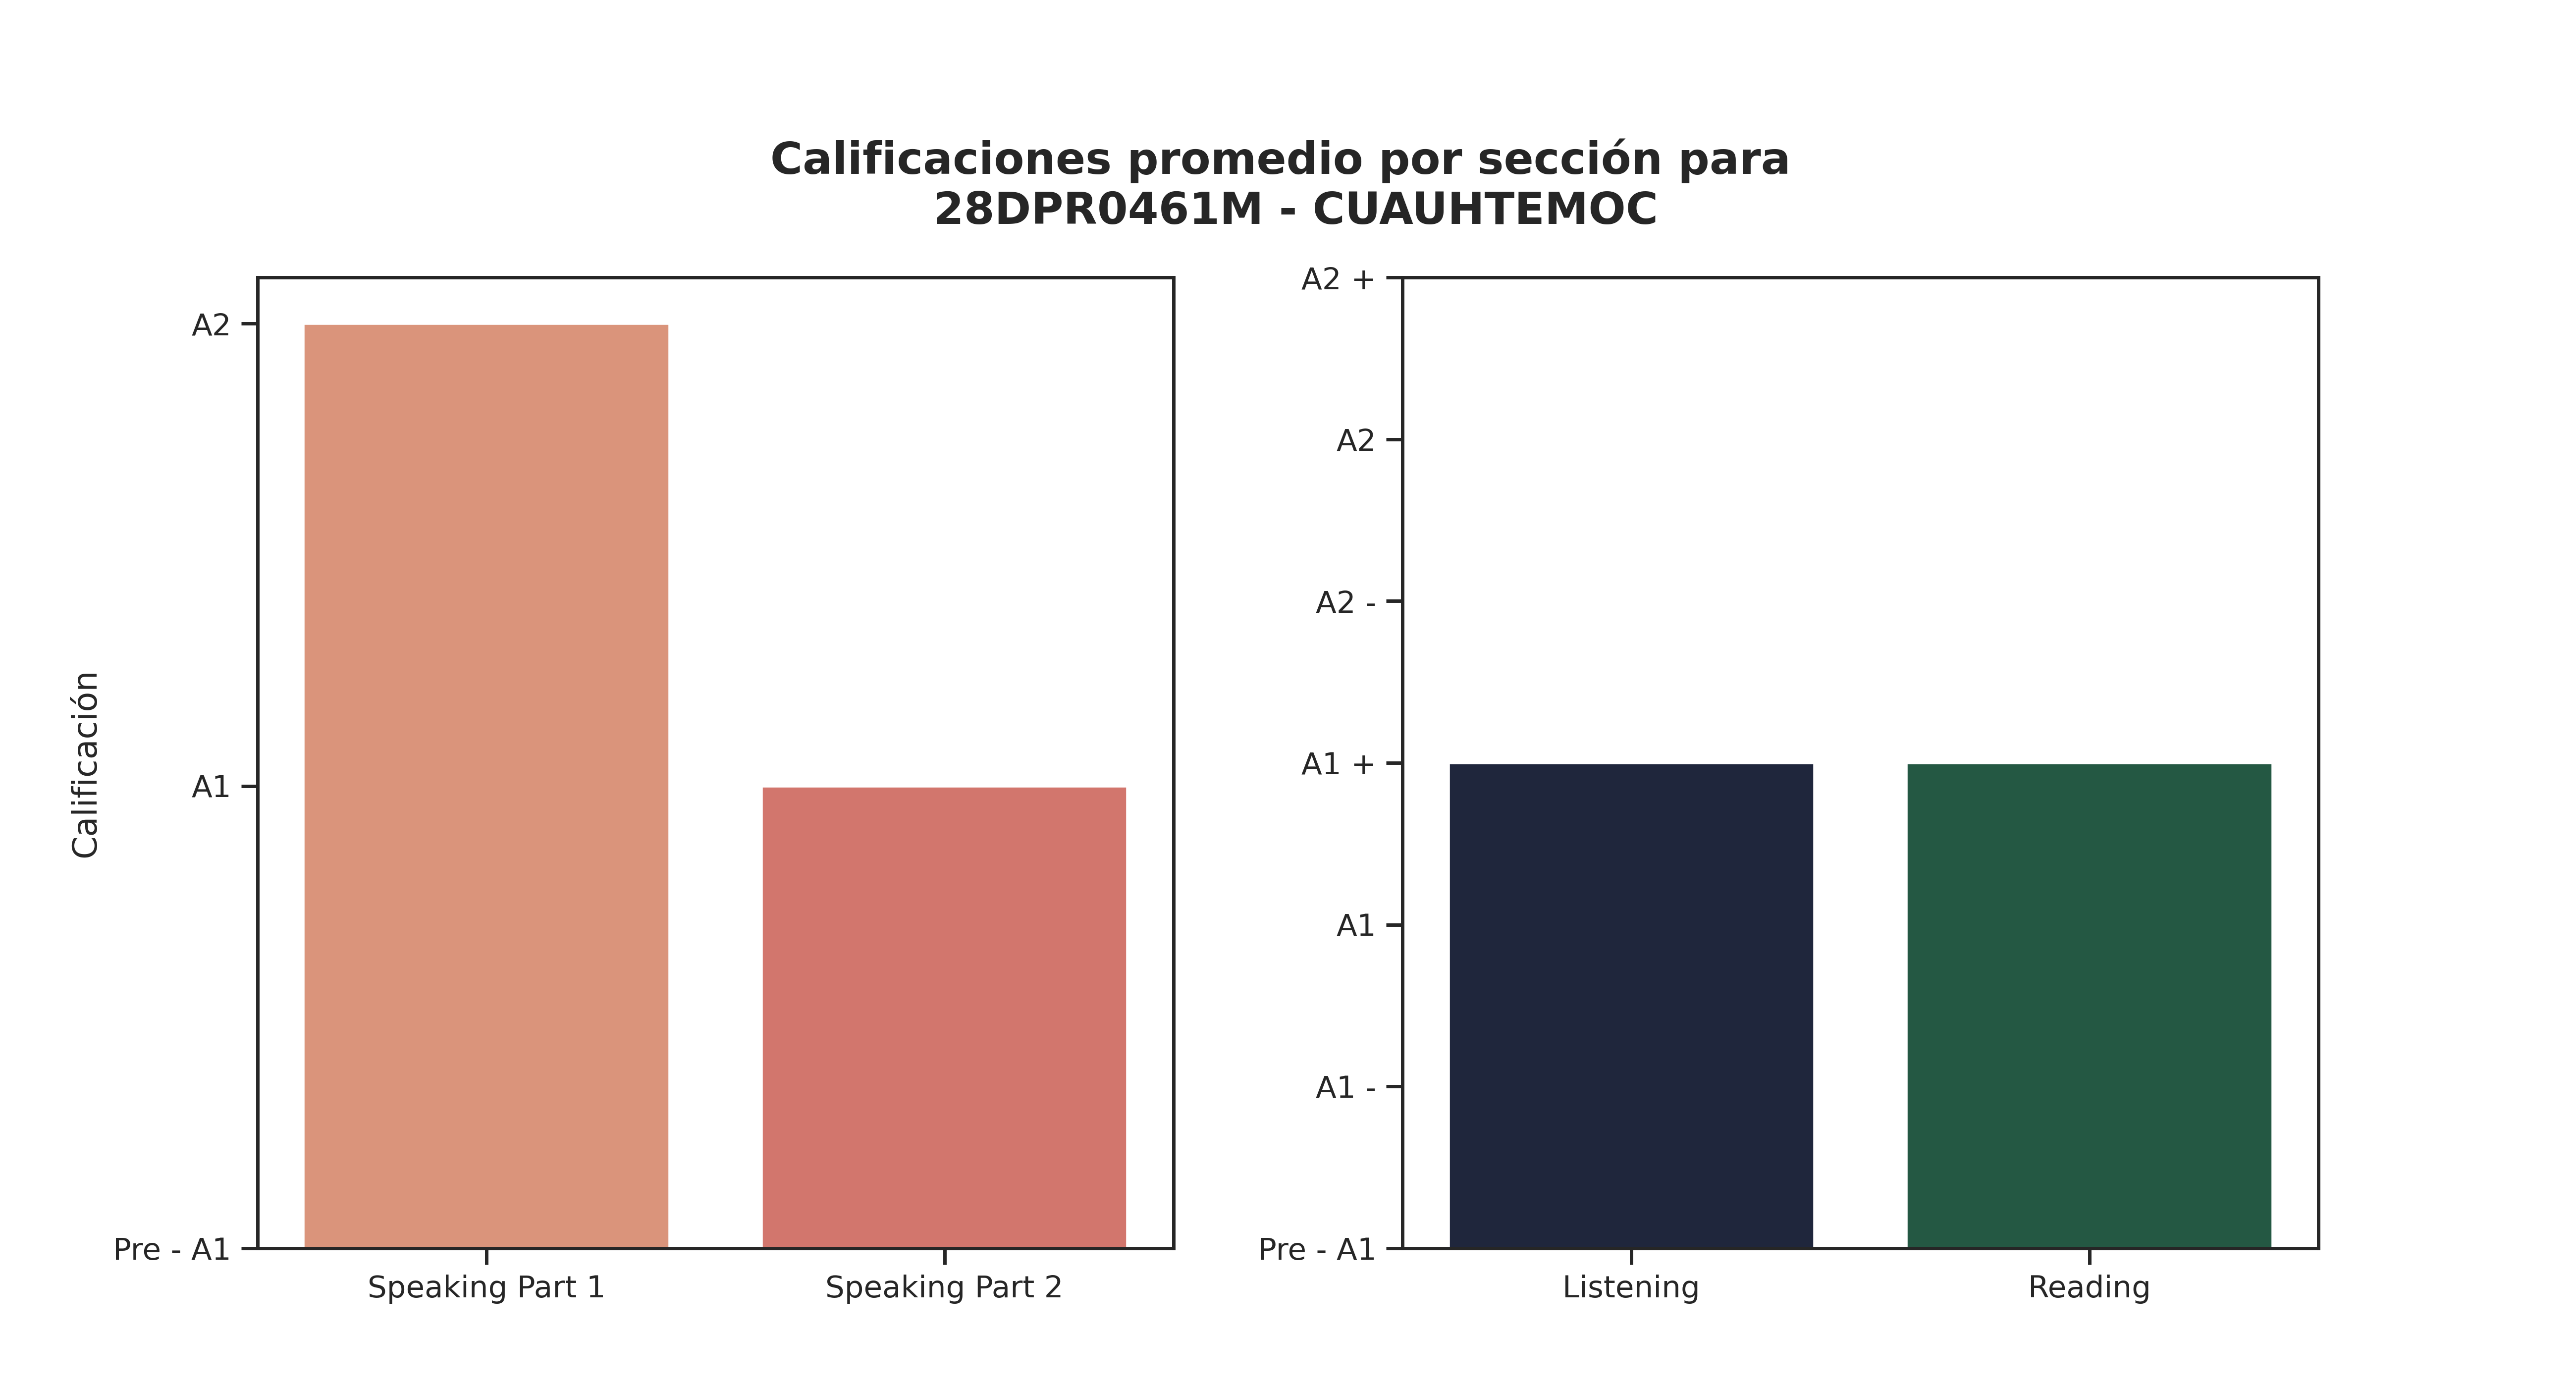 Calificaciones promedio por sección para
28DPR0461M - CUAUHTEMOC
Calificación
A2
A1
Pre - A1
Speaking Part 1
Speaking Part 2
A2 +
A2
A2 -
A1 +
A1
A1 -
Pre - A1
Listening
Reading